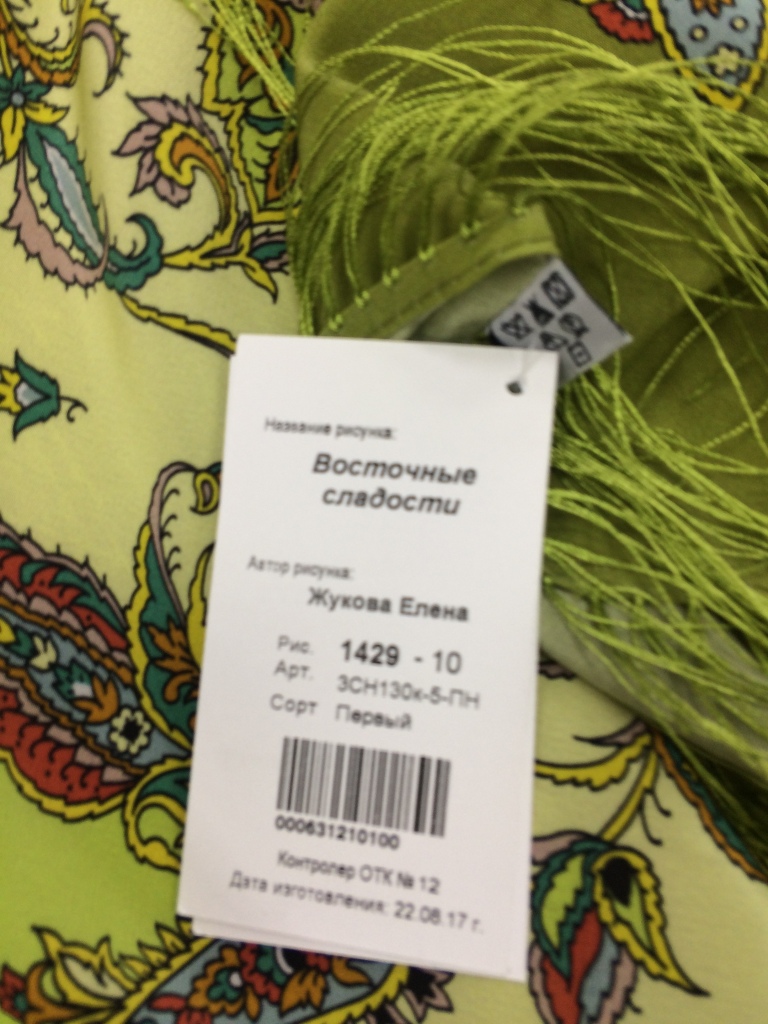 Название рисунка:
Восточные
сладости
Автор рисунка:
Жукова Елена
Рис. 1429 - 10
Арт. 3СН130к-5-ПН
Сорт Первый
000631210100
Контролер ОТК № 12
Дата изготовления: 22.08.17 г.